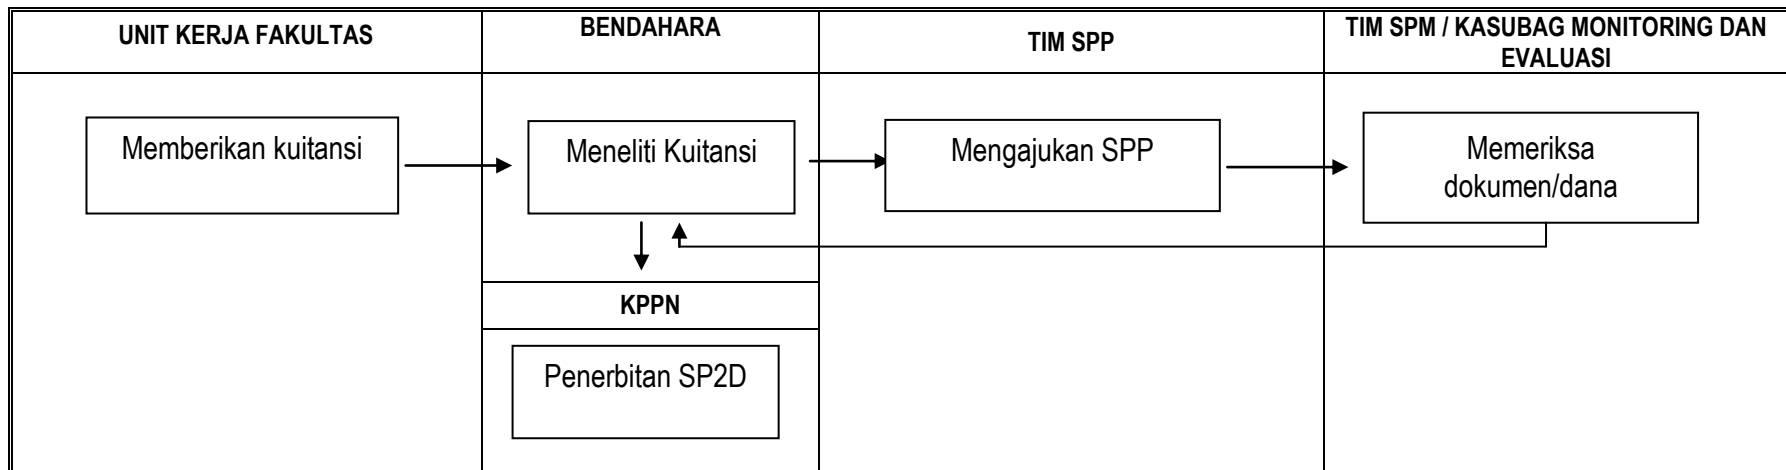 UNIT KERJA FAKULTAS
BENDAHARA
TIM SPP
TIM SPM / KASUBAG MONITORING DAN
EVALUASI
Memberikan kuitansi
Meneliti Kuitansi
Mengajukan SPP
Memeriksa
dokumen/dana
KPPN
Penerbitan SP2D